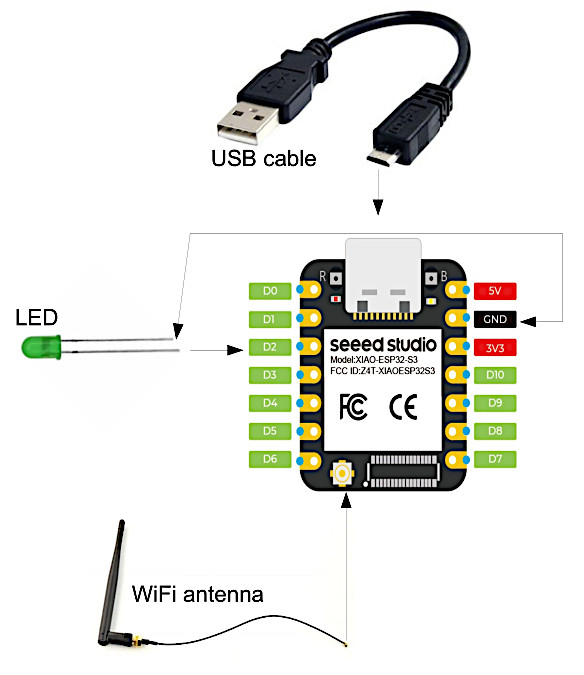 USB cable
R
B
D0
5V
D1
GND
LED
D2
seeed studio
3V3
Model:XIAO-ESP32-S3
FCC ID:Z4T-XIAOESP32S3
D3
D10
D4
FC CE
D9
D5
D8
D6
D7
WiFi antenna